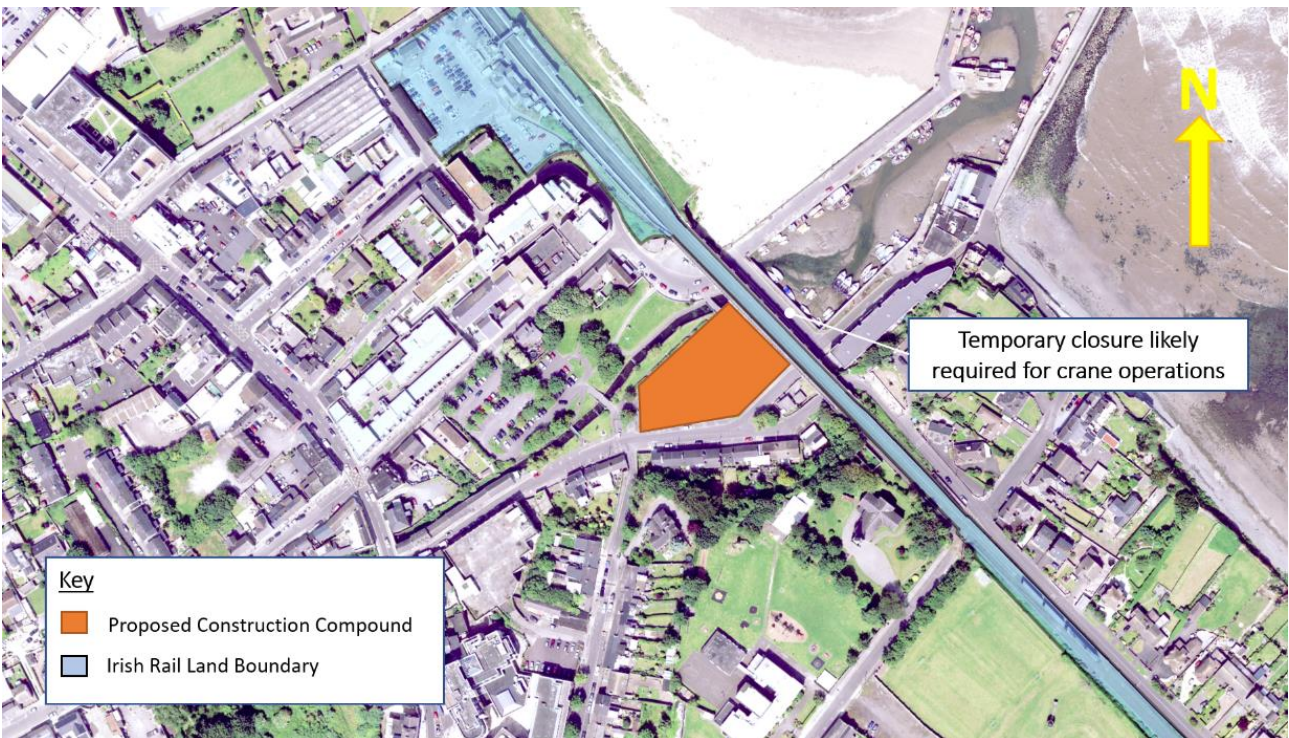 N
Temporary closure likely
required for crane operations
Key
Proposed Construction Compound
Irish Rail Land Boundary